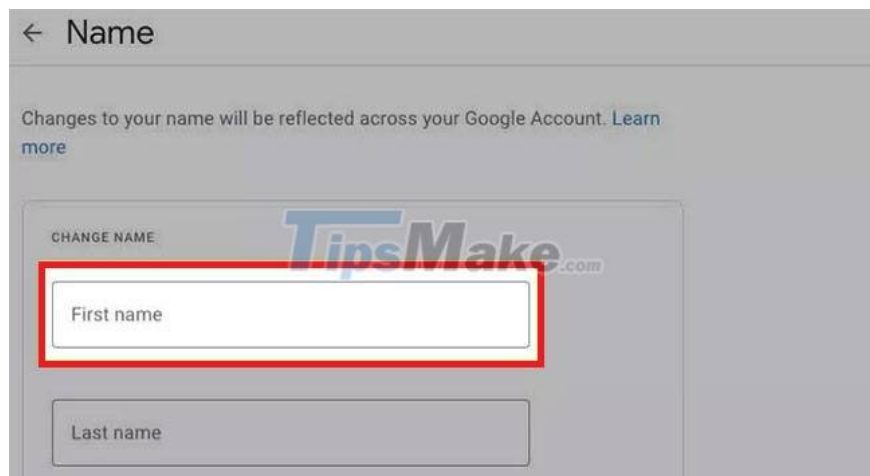 Name
Changes to your name will be reflected across your Google Account. Learn
more
CHANGE NAME
TipsMake.com
First name
Last name